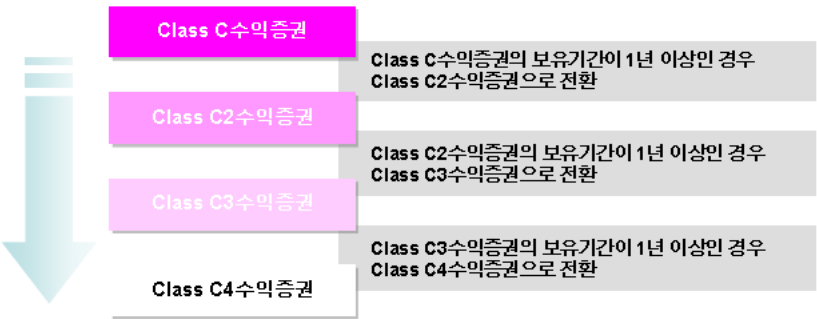 Class C수익증권
Class C수익증권의 보유기간이 1년 이상인 경우
Class C2수익증권으로 전환
Class C2수익증권
Class C2수익증권의 보유기간이 1년 이상인 경우
Class C3수익증권으로 전환
Class C3수익증권
Class C3수익증권의 보유기간이 1년 이상인 경우
Class C4수익증권으로 전환
Class C4수익증권